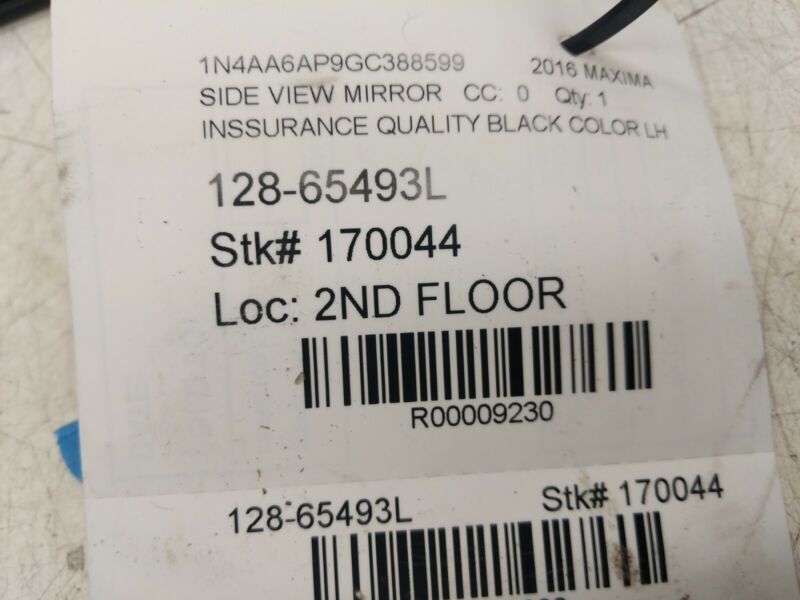 1N4AA6AP9GC388599 2016 MAXIMA
SIDE VIEW MIRROR CC: 0 Qty: 1
INSSURANCE QUALITY BLACK COLOR LH
128-65493L
Stk# 170044
Loc: 2ND FLOOR
R00009230
128-65493L Stk# 170044